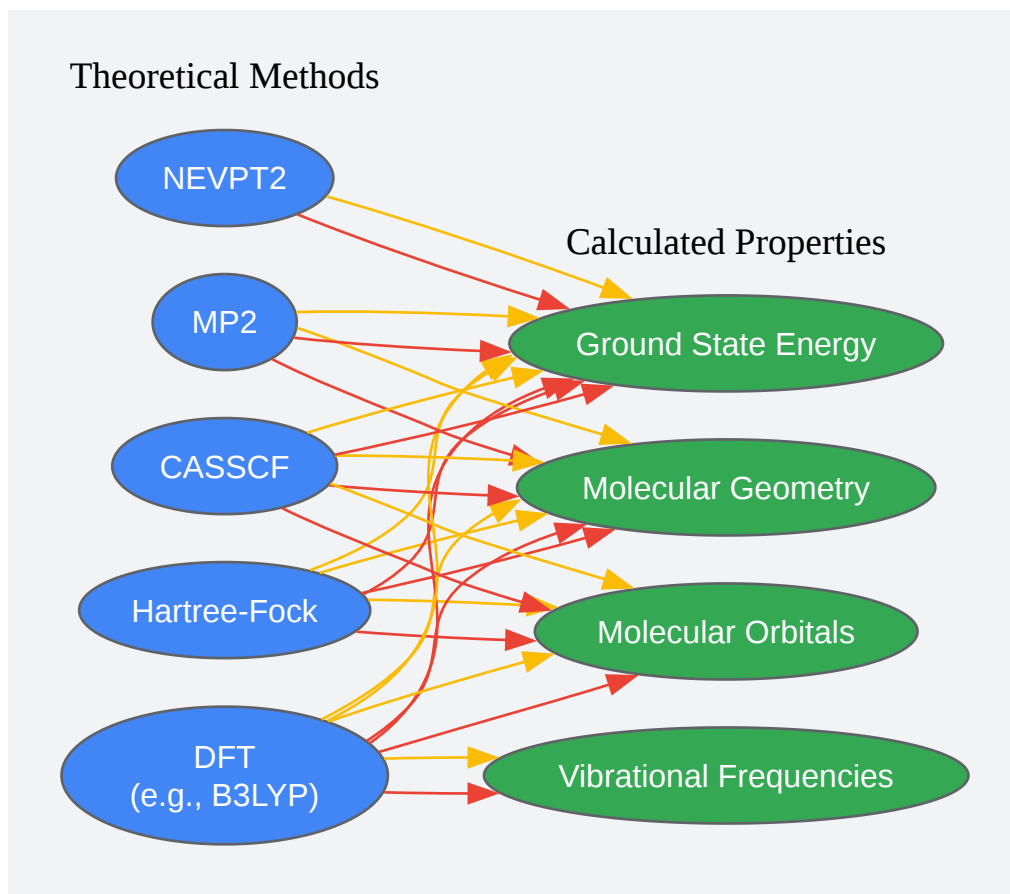 Theoretical Methods
NEVPT2
MP2
CASSCF
Hartree-Fock
DFT
(e.g., B3LYP)
Calculated Properties
Ground State Energy
Molecular Geometry
Molecular Orbitals
Vibrational Frequencies